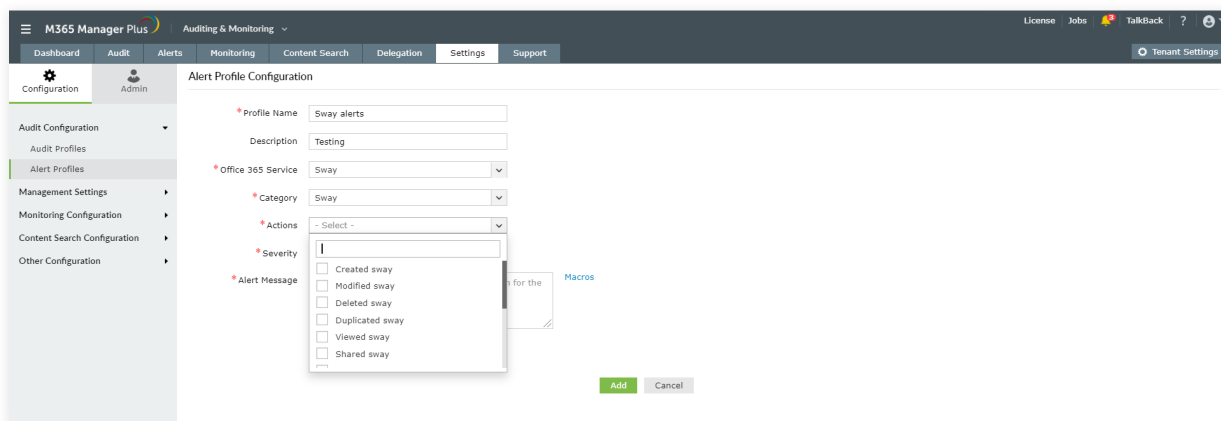 M365 Manager Plus Auditing & Monitoring License Jobs 3 TalkBack ?
Dashboard Audit Alerts Monitoring Content Search Delegation Settings Support Tenant Settings
Configuration Admin
Alert Profile Configuration
* Profile Name Sway alerts
Audit Configuration
Description Testing
Audit Profiles
Alert Profiles
* Office 365 Service Sway
Management Settings
* Category Sway
Monitoring Configuration
* Actions - Select -
Content Search Configuration
* Severity
Other Configuration
Created sway
* Alert Message for the Macros
Modified sway
Deleted sway
Duplicated sway
Viewed sway
Shared sway
Add Cancel